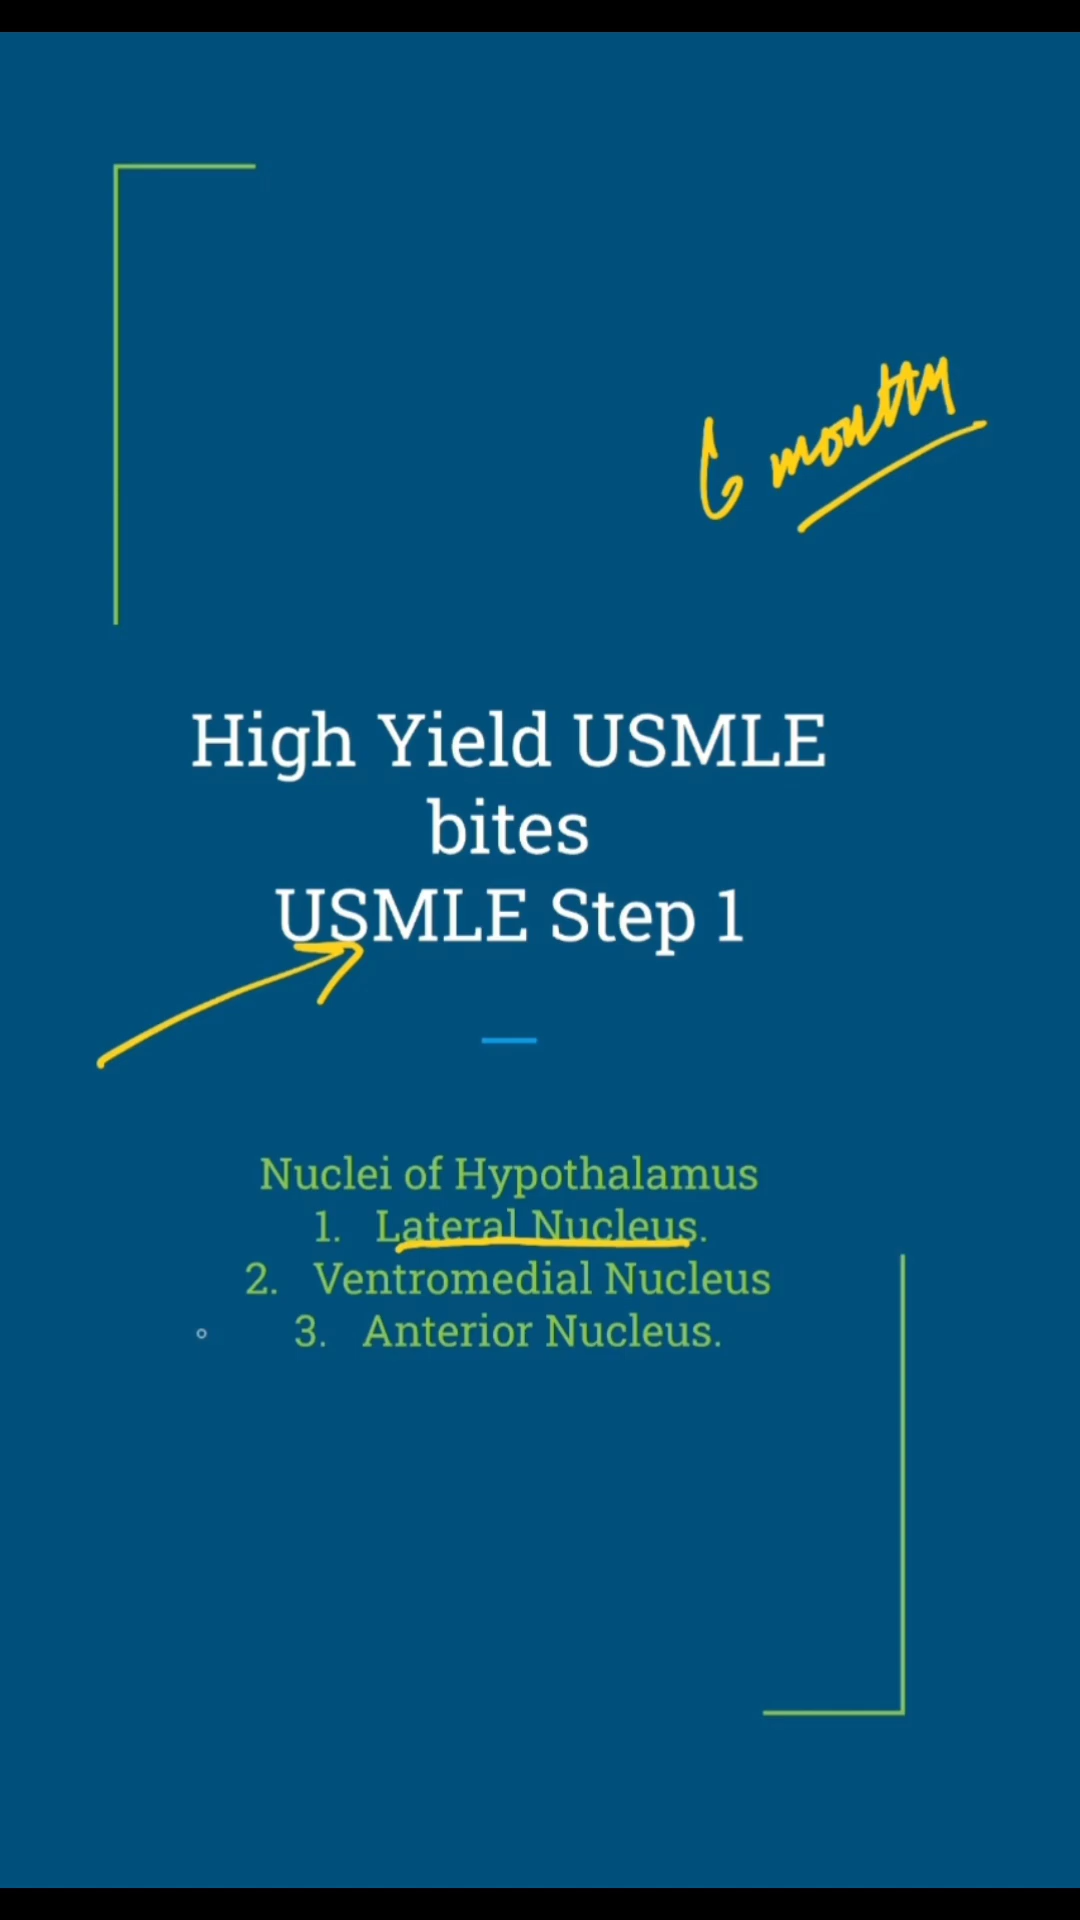 6 months
High Yield USMLE
bites
USMLE Step 1
Nuclei of Hypothalamus
1. Lateral Nucleus.
2. Ventromedial Nucleus
3. Anterior Nucleus.